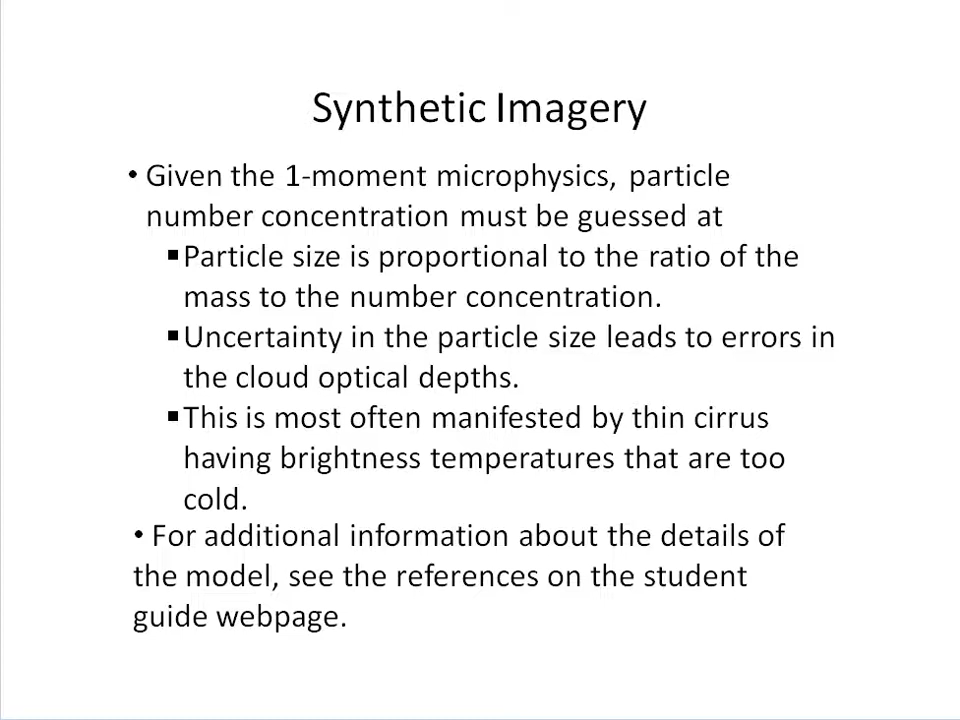 Synthetic Imagery
• Given the 1-moment microphysics, particle
number concentration must be guessed at
▪Particle size is proportional to the ratio of the
mass to the number concentration.
▪Uncertainty in the particle size leads to errors in
the cloud optical depths.
▪This is most often manifested by thin cirrus
having brightness temperatures that are too
cold.
• For additional information about the details of
the model, see the references on the student
guide webpage.